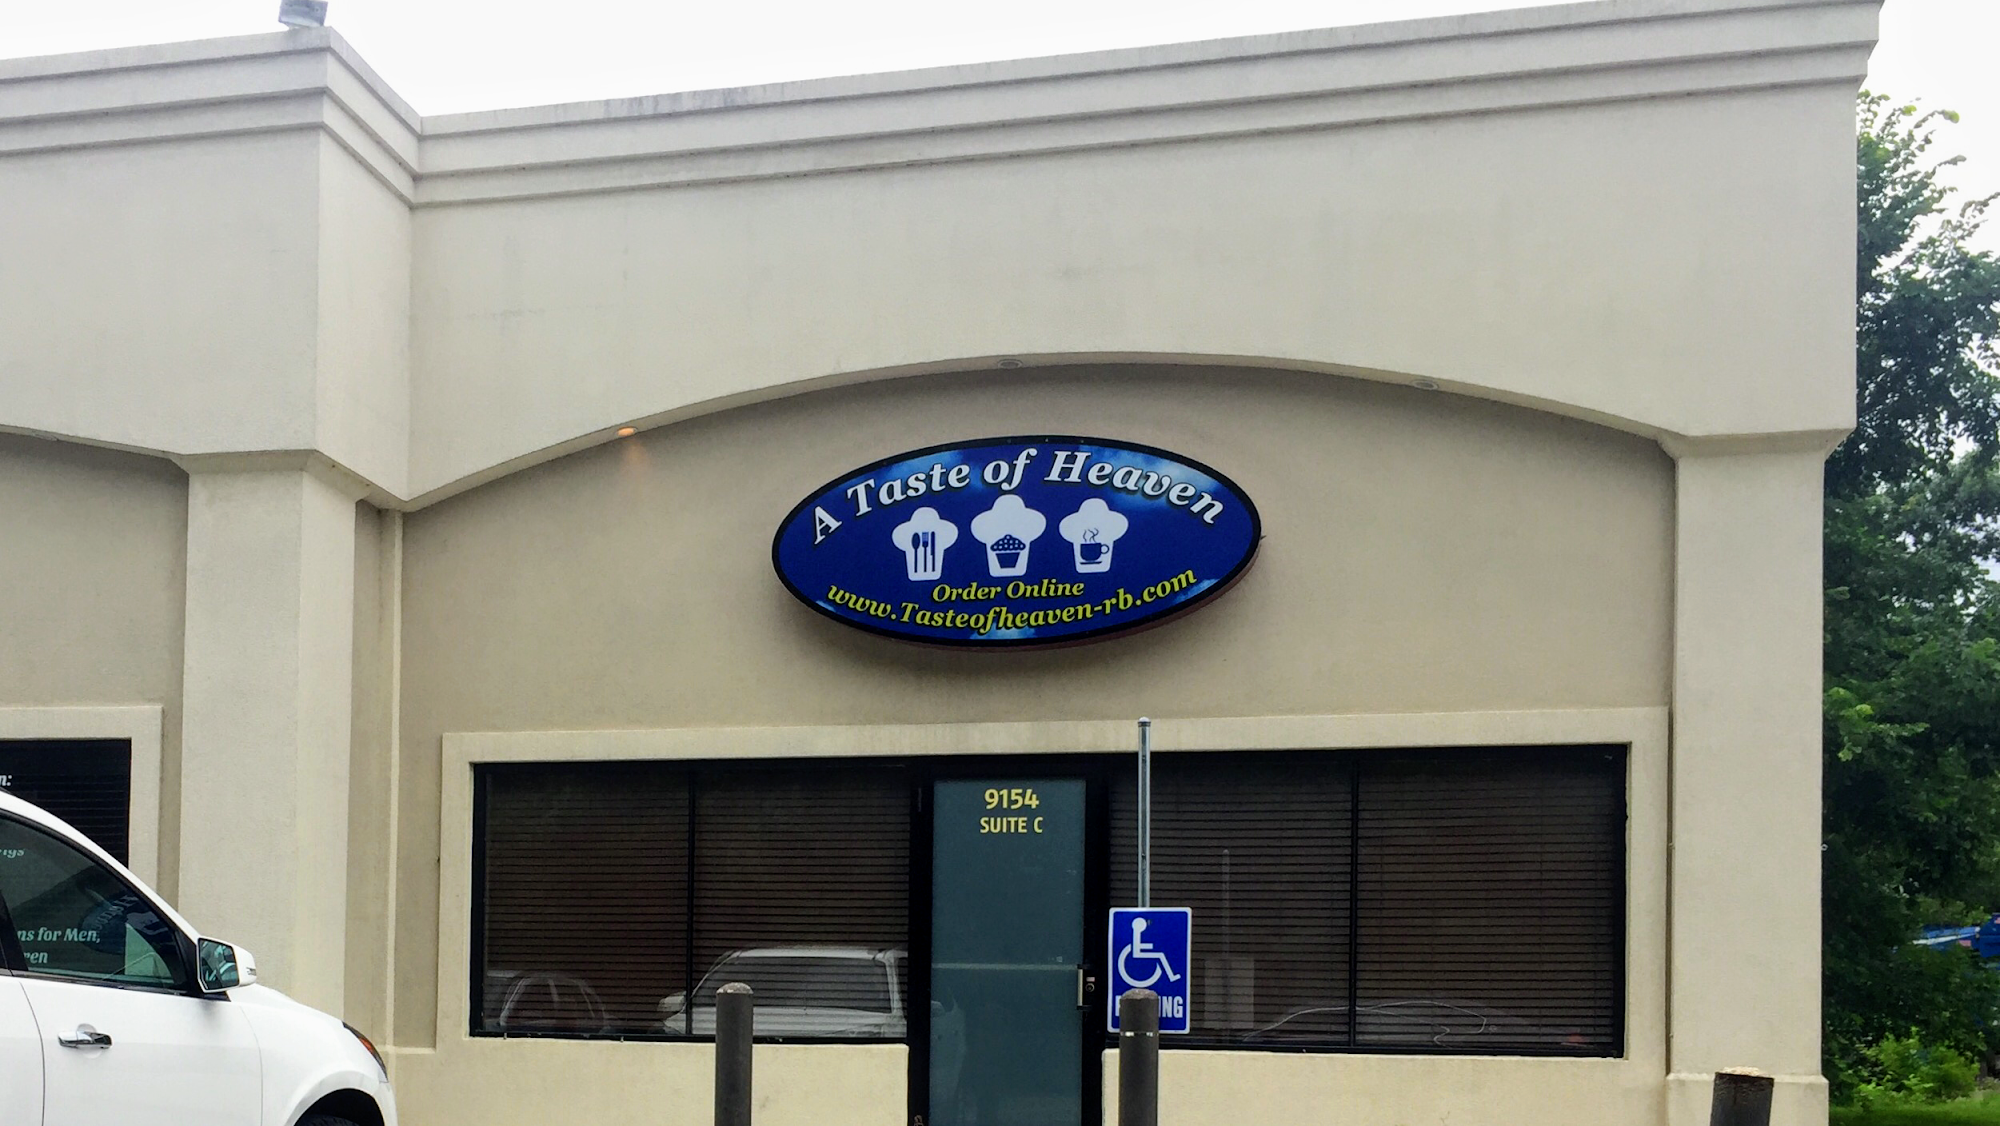 A Taste of Heaven
Order Online
www.Tasteofheaven-rb.com
9154
SUITE C
ns for Men,